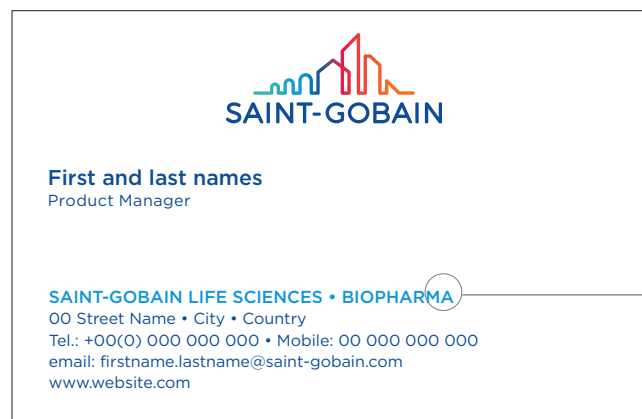 SAINT-GOBAIN
First and last names
Product Manager
SAINT-GOBAIN LIFE SCIENCES • BIOPHARMA
00 Street Name • City • Country
Tel.: +00(0) 000 000 000 • Mobile: 00 000 000 000
email: firstname.lastname@saint-gobain.com
www.website.com